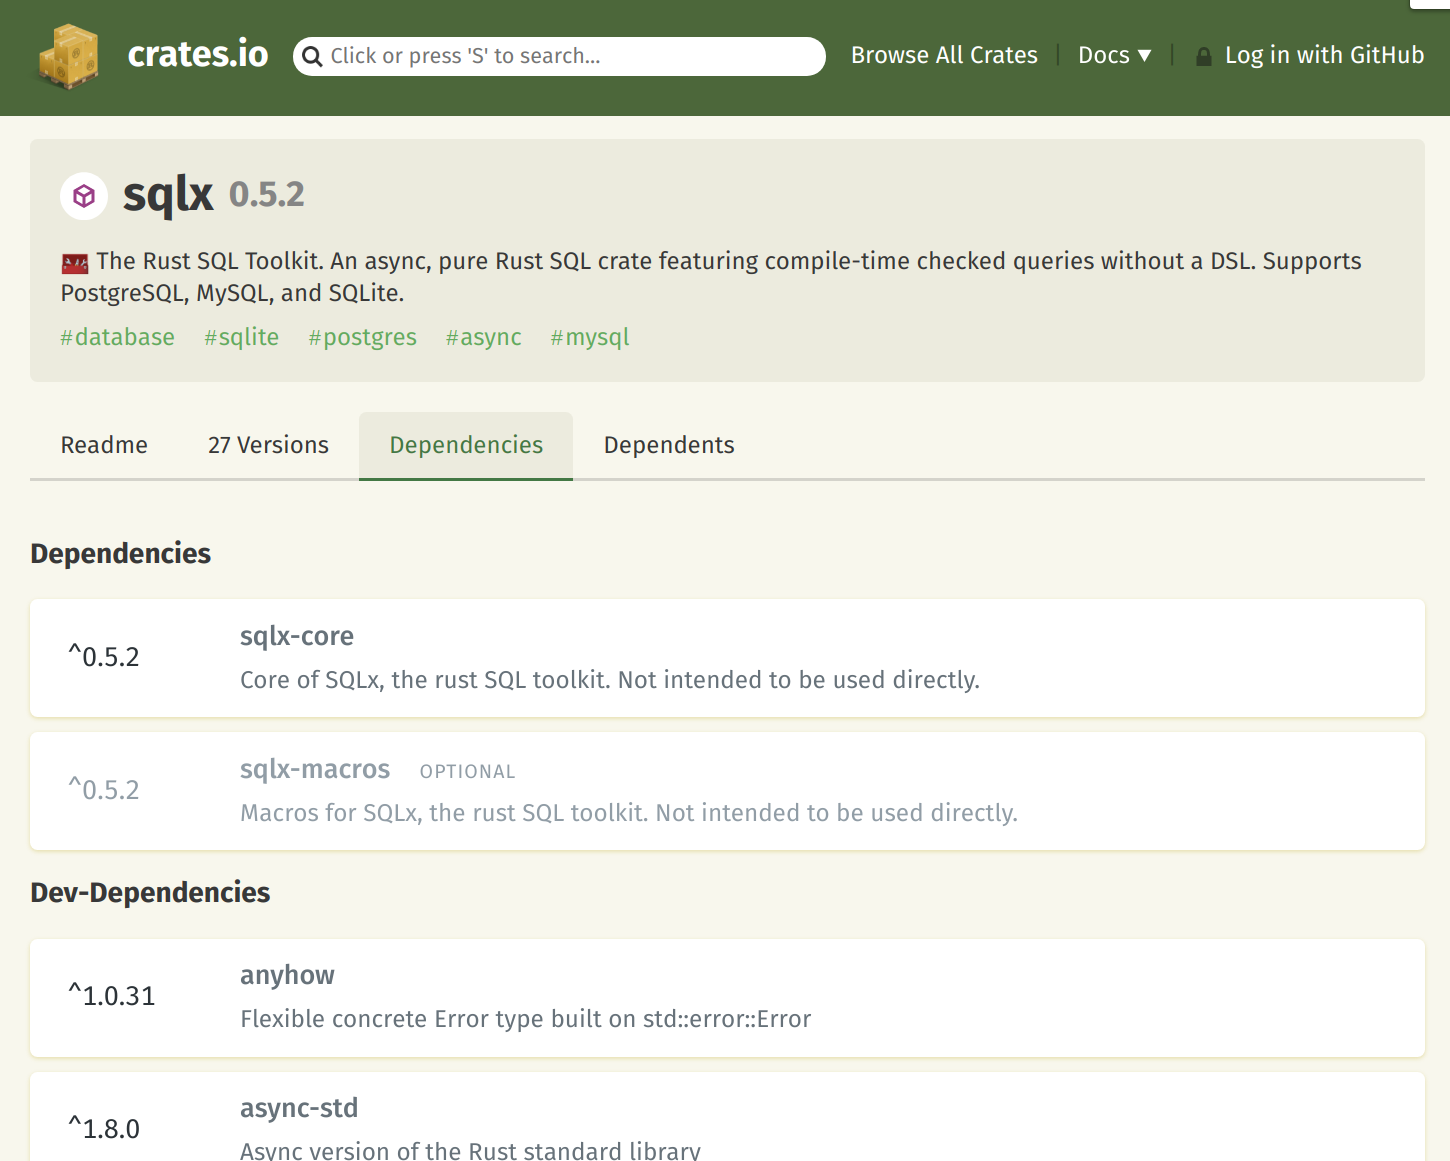 crates.io
Click or press 'S' to search...
Browse All Crates
Docs ▼
Log in with GitHub
sqlx 0.5.2
🧰 The Rust SQL Toolkit. An async, pure Rust SQL crate featuring compile-time checked queries without a DSL. Supports
PostgreSQL, MySQL, and SQLite.
#database #sqlite #postgres #async #mysql
Readme 27 Versions Dependencies Dependents
Dependencies
^0.5.2
sqlx-core
Core of SQLx, the rust SQL toolkit. Not intended to be used directly.
^0.5.2
sqlx-macros OPTIONAL
Macros for SQLx, the rust SQL toolkit. Not intended to be used directly.
Dev-Dependencies
^1.0.31
anyhow
Flexible concrete Error type built on std::error::Error
^1.8.0
async-std
Async version of the Rust standard library